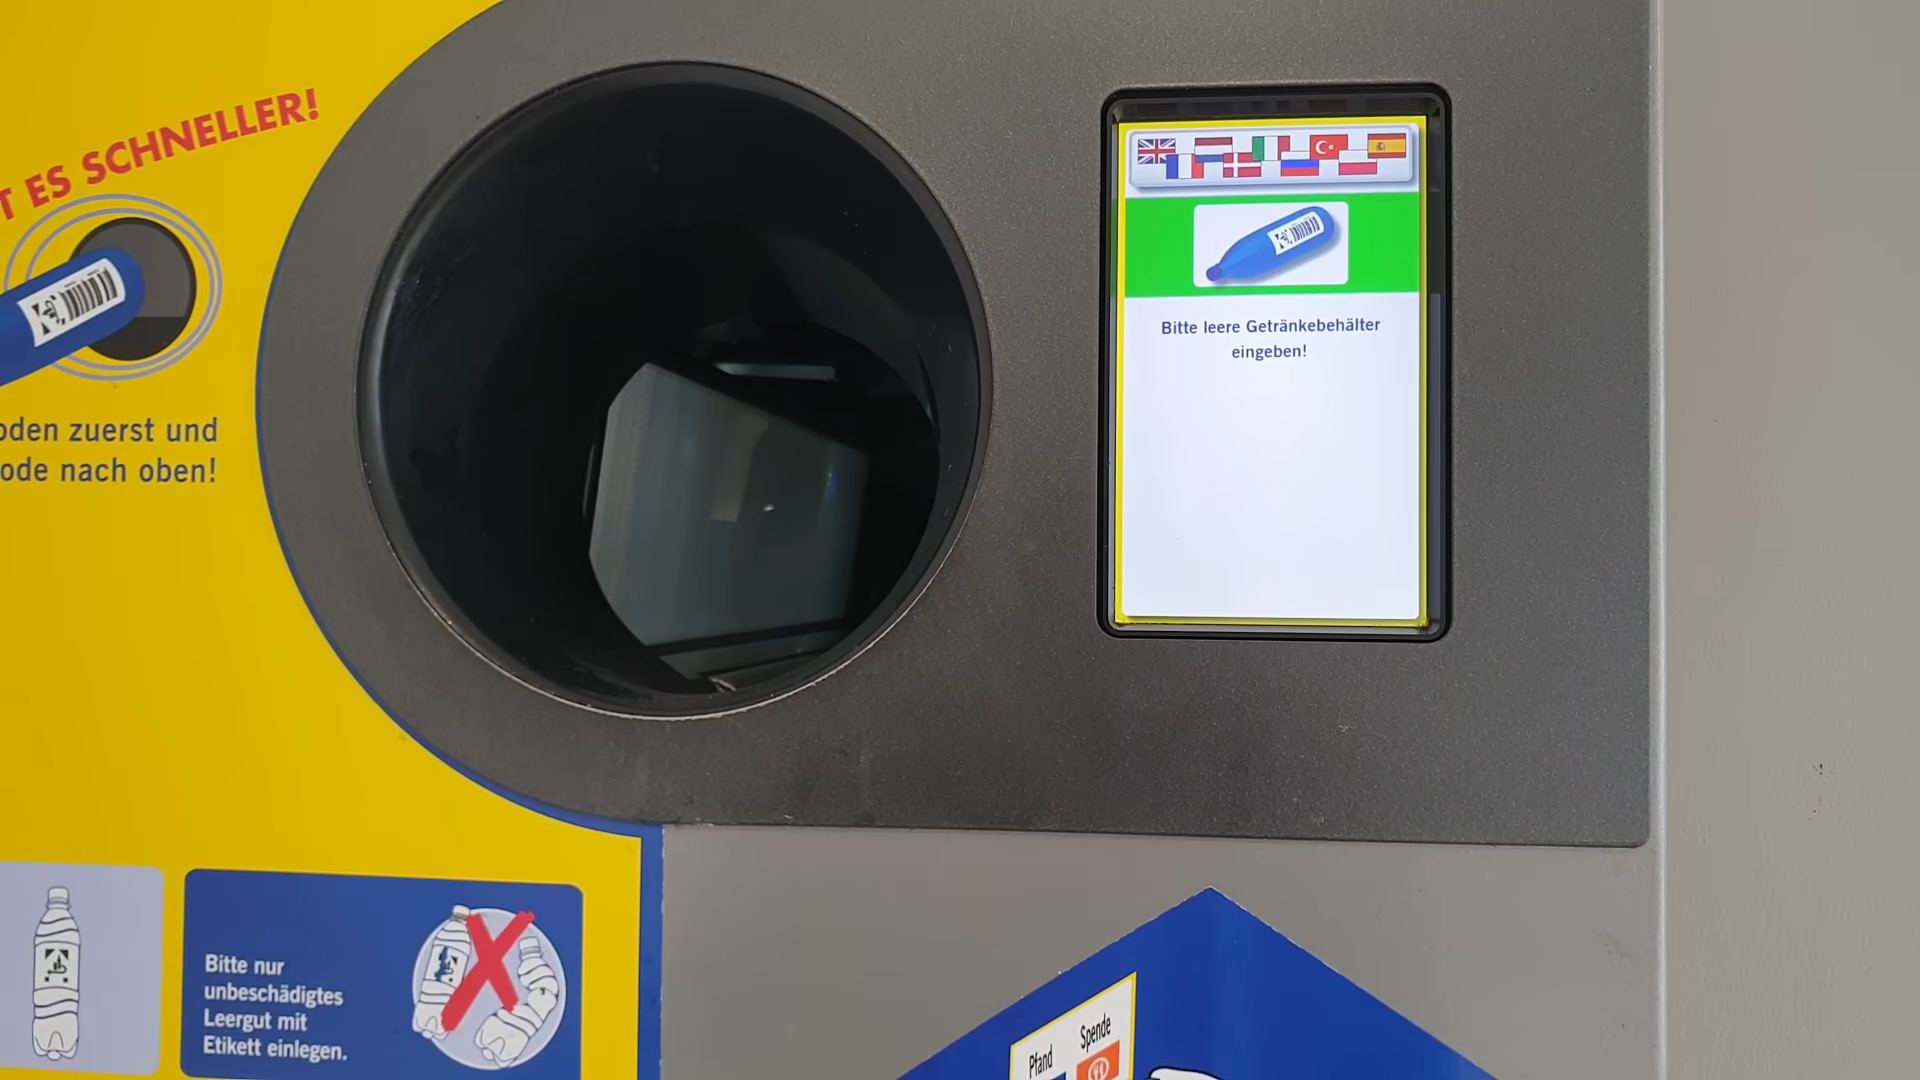 T ES SCHNELLER!
oden zuerst und
ode nach oben!
Bitte leere Getränkebehälter
eingeben!
Bitte nur
unbeschädigtes
Leergut mit
Etikett einlegen.
Pfand
Spende